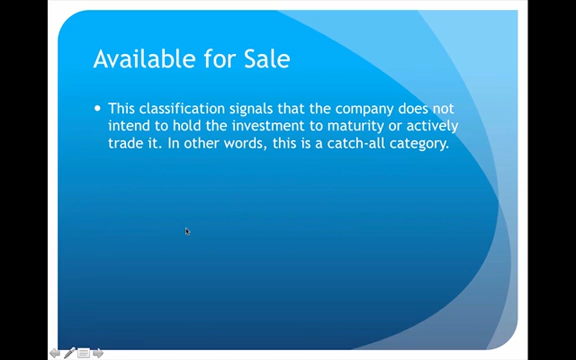 Available for Sale
• This classification signals that the company does not
intend to hold the investment to maturity or actively
trade it. In other words, this is a catch-all category.